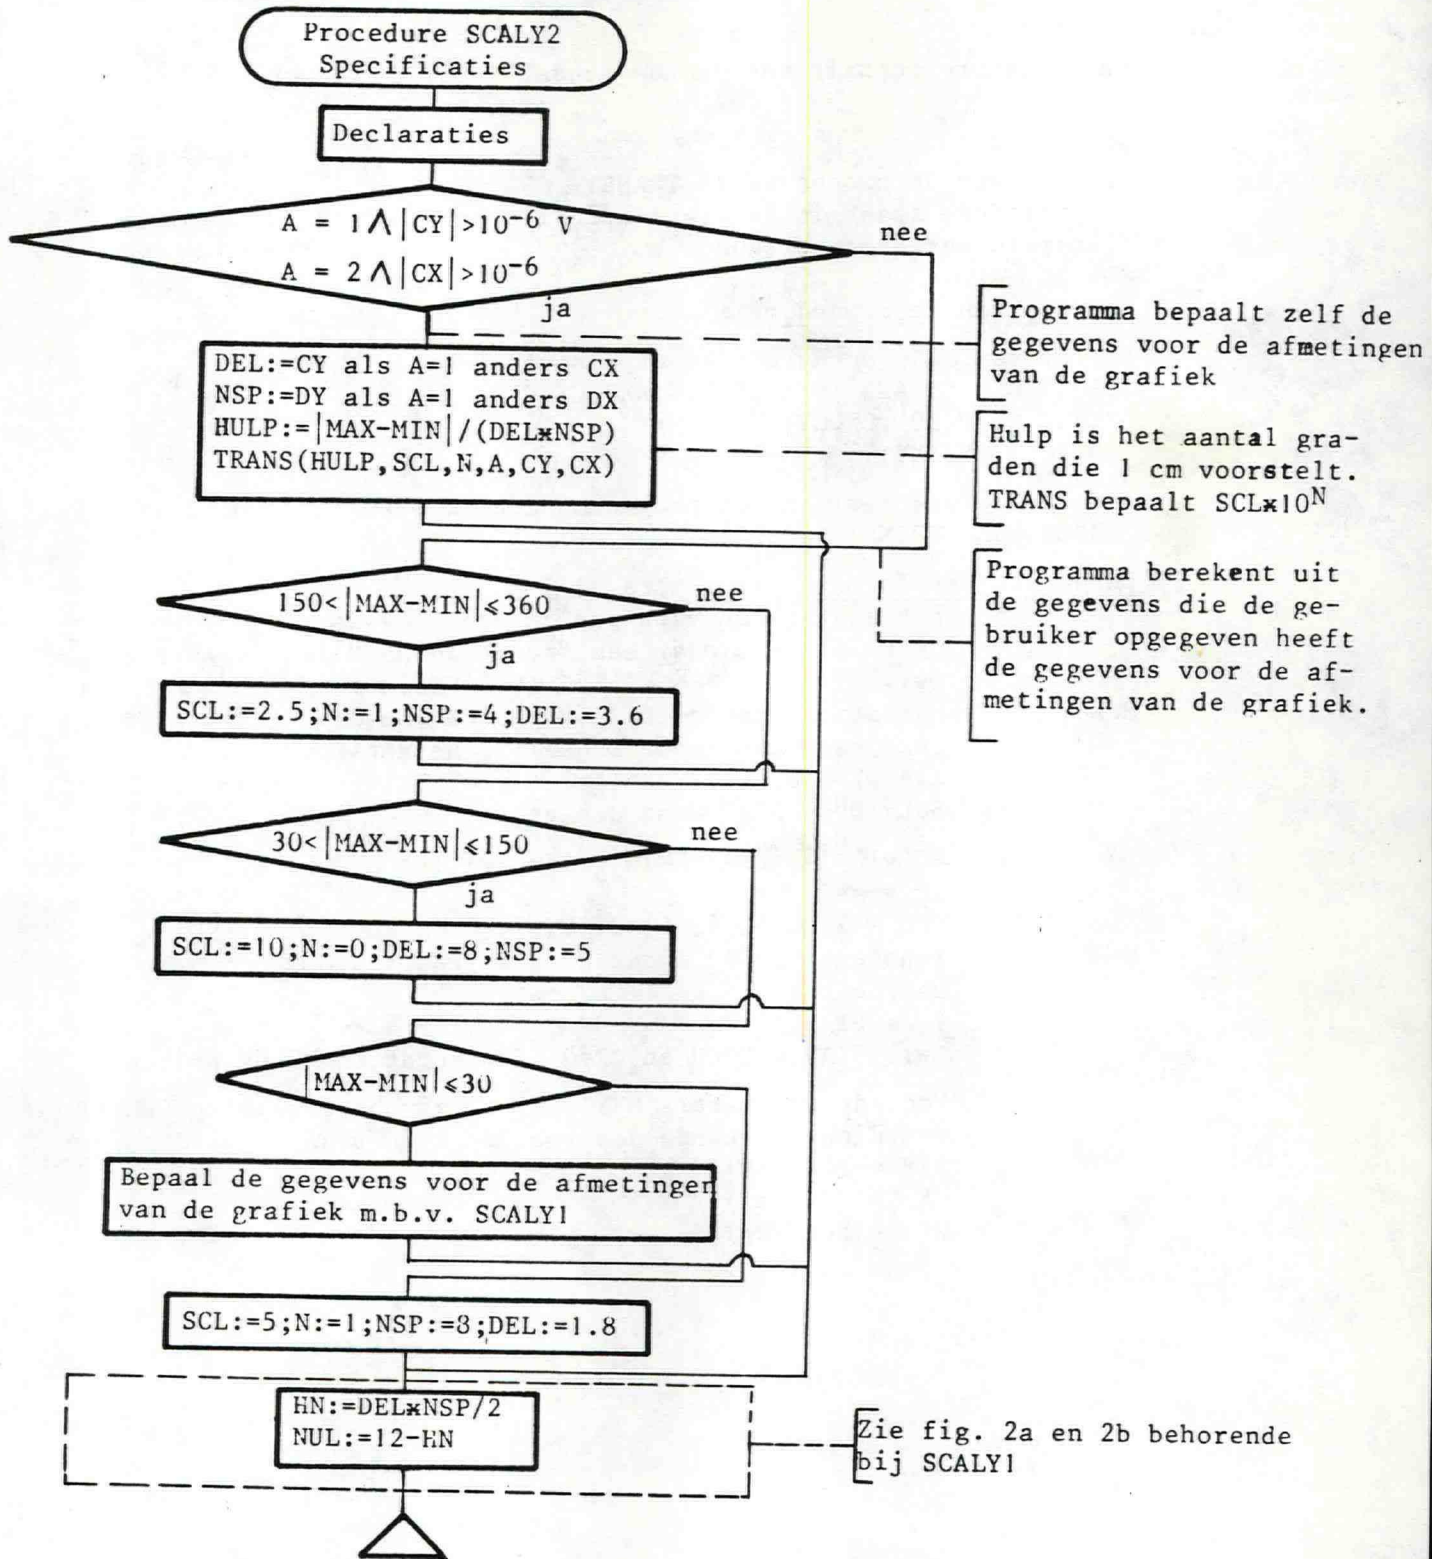 Procedure SCALY2
Specificaties
Declaraties
A = 1 ∧ |CY|>10⁻⁶ V
A = 2 ∧ |CX|>10⁻⁶
nee
ja
Programma bepaalt zelf de
gegevens voor de afmetingen
van de grafiek
DEL:=CY als A=1 anders CX
NSP:=DY als A=1 anders DX
HULP:=|MAX-MIN|/(DEL*NSP)
TRANS(HULP,SCL,N,A,CY,CX)
Hulp is het aantal gra-
den die 1 cm voorstelt.
TRANS bepaalt SCL*10ᴺ
Programma berekent uit
de gegevens die de ge-
bruiker opgegeven heeft
de gegevens voor de af-
metingen van de grafiek.
150<|MAX-MIN|≤360
nee
ja
SCL:=2.5;N:=1;NSP:=4;DEL:=3.6
30<|MAX-MIN|≤150
nee
ja
SCL:=10;N:=0;DEL:=8;NSP:=5
|MAX-MIN|≤30
Bepaal de gegevens voor de afmetingen
van de grafiek m.b.v. SCALY1
SCL:=5;N:=1;NSP:=8;DEL:=1.8
HN:=DEL*NSP/2
NUL:=12-HN
Zie fig. 2a en 2b behorende
bij SCALY1